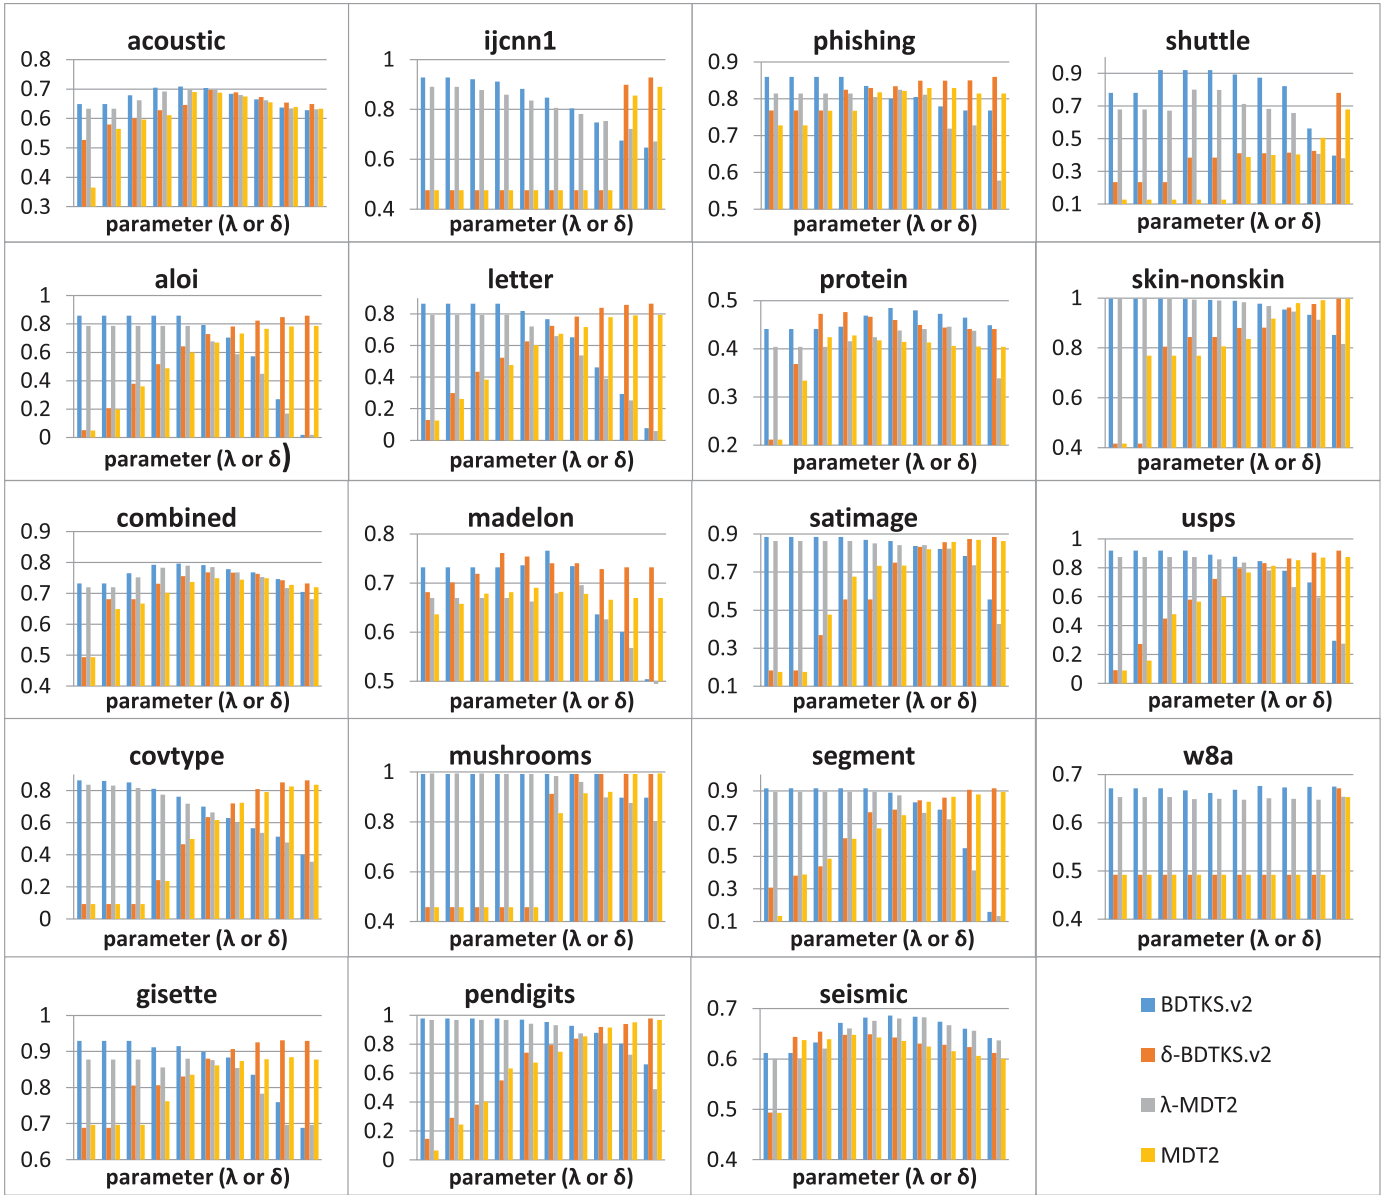 acoustic
0.8
0.7
0.6
0.5
0.4
0.3
parameter (λ or δ)
ijcnn1
1
0.8
0.6
0.4
parameter (λ or δ)
phishing
0.9
0.8
0.7
0.6
0.5
parameter (λ or δ)
shuttle
0.9
0.7
0.5
0.3
0.1
parameter (λ or δ)
aloi
1
0.8
0.6
0.4
0.2
0
parameter (λ or δ)
letter
0.8
0.6
0.4
0.2
0
parameter (λ or δ)
protein
0.5
0.4
0.3
0.2
parameter (λ or δ)
skin-nonskin
1
0.8
0.6
0.4
parameter (λ or δ)
combined
0.9
0.8
0.7
0.6
0.5
0.4
parameter (λ or δ)
madelon
0.8
0.7
0.6
0.5
parameter (λ or δ)
satimage
0.9
0.7
0.5
0.3
0.1
parameter (λ or δ)
usps
1
0.8
0.6
0.4
0.2
0
parameter (λ or δ)
covtype
0.8
0.6
0.4
0.2
0
parameter (λ or δ)
mushrooms
1
0.8
0.6
0.4
parameter (λ or δ)
segment
0.9
0.7
0.5
0.3
0.1
parameter (λ or δ)
w8a
0.7
0.6
0.5
0.4
parameter (λ or δ)
gisette
1
0.9
0.8
0.7
0.6
parameter (λ or δ)
pendigits
1
0.8
0.6
0.4
0.2
0
parameter (λ or δ)
seismic
0.7
0.6
0.5
0.4
parameter (λ or δ)
BDTKS.v2
δ-BDTKS.v2
λ-MDT2
MDT2